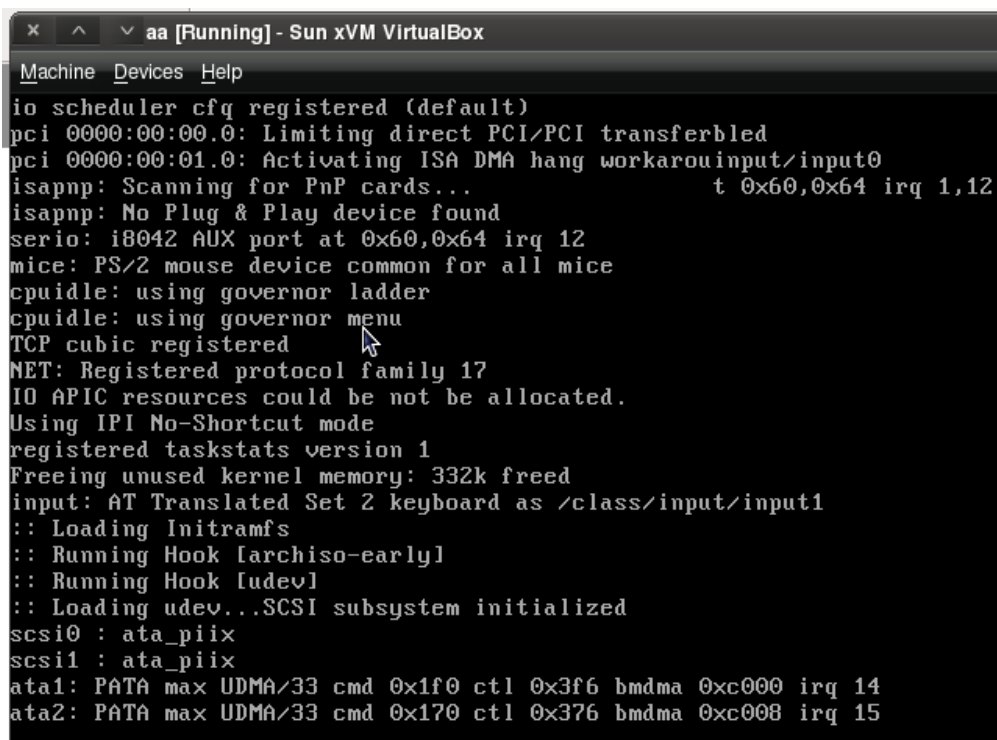 aa [Running] - Sun xVM VirtualBox
Machine Devices Help
io scheduler cfq registered (default)
pci 0000:00:00.0: Limiting direct PCI/PCI transferbled
pci 0000:00:01.0: Activating ISA DMA hang workarouinput/input0
isapnp: Scanning for PnP cards... t 0x60,0x64 irq 1,12
isapnp: No Plug & Play device found
serio: i8042 AUX port at 0x60,0x64 irq 12
mice: PS/2 mouse device common for all mice
cpuidle: using governor ladder
cpuidle: using governor menu
TCP cubic registered
NET: Registered protocol family 17
IO APIC resources could be not be allocated.
Using IPI No-Shortcut mode
registered taskstats version 1
Freeing unused kernel memory: 332k freed
input: AT Translated Set 2 keyboard as /class/input/input1
:: Loading Initramfs
:: Running Hook [archiso-early]
:: Running Hook [udev]
:: Loading udev...SCSI subsystem initialized
scsi0 : ata_piix
scsi1 : ata_piix
ata1: PATA max UDMA/33 cmd 0x1f0 ctl 0x3f6 bmdma 0xc000 irq 14
ata2: PATA max UDMA/33 cmd 0x170 ctl 0x376 bmdma 0xc008 irq 15